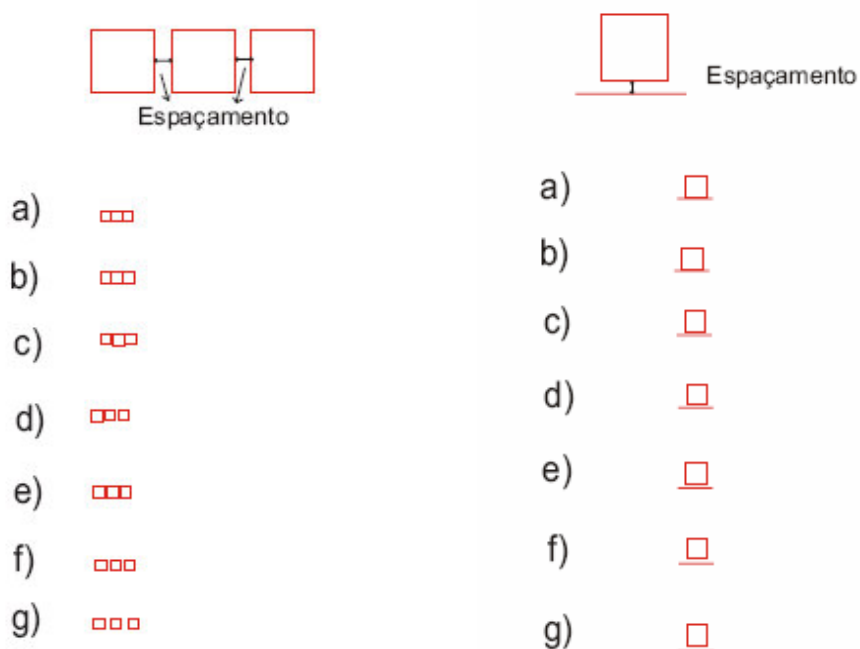 Espaçamento
a)
b)
c)
d)
e)
f)
g)
Espaçamento
a)
b)
c)
d)
e)
f)
g)